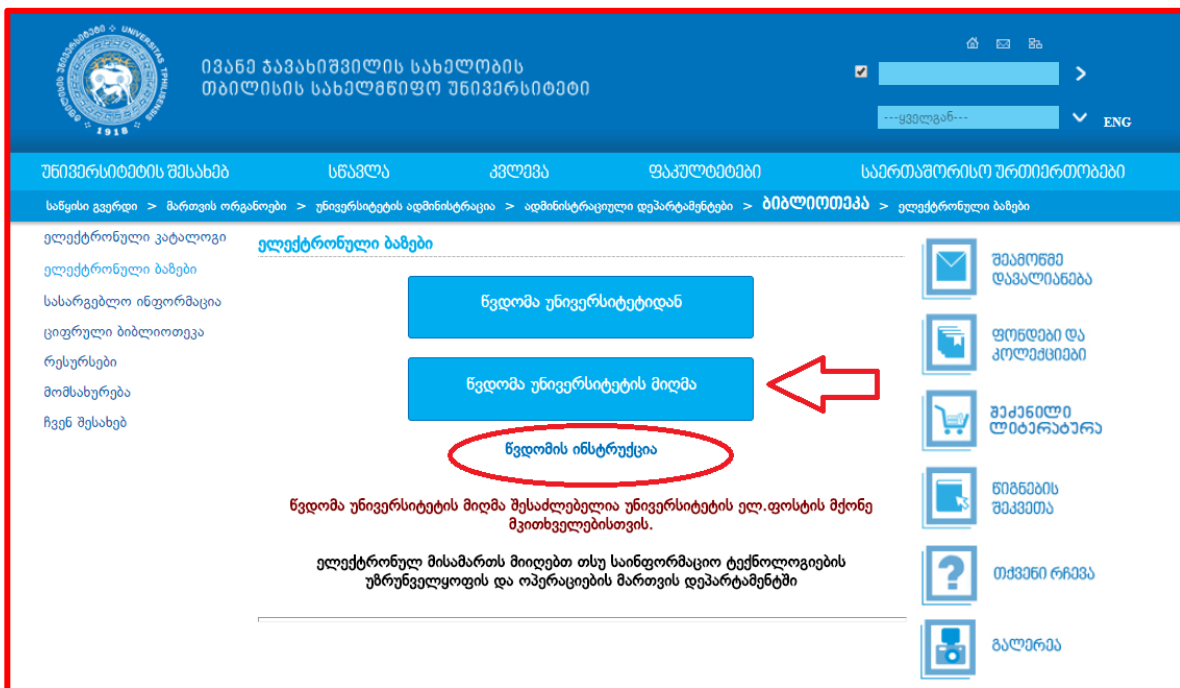 ივანე ჯავახიშვილის სახელობის
თბილისის სახელმწიფო უნივერსიტეტი
1918
---ყველგან---
ENG
უნივერსიტეტის შესახებ
სწავლა
კვლევა
ფაკულტეტები
საერთაშორისო ურთიერთობები
საწყისი გვერდი > მართვის ორგანოები > უნივერსიტეტის ადმინისტრაცია > ადმინისტრაციული დეპარტამენტები > ბიბლიოთეკა > ელექტრონული ბაზები
ელექტრონული კატალოგი
ელექტრონული ბაზები
სასარგებლო ინფორმაცია
ციფრული ბიბლიოთეკა
რესურსები
მომსახურება
ჩვენ შესახებ
ელექტრონული ბაზები
წვდომა უნივერსიტეტიდან
წვდომა უნივერსიტეტის მიღმა
წვდომის ინსტრუქცია
წვდომა უნივერსიტეტის მიღმა შესაძლებელია უნივერსიტეტის ელ.ფოსტის მქონე
მკითხველებისთვის.
ელექტრონულ მისამართს მიიღებთ თსუ საინფორმაციო ტექნოლოგიების
უზრუნველყოფის და ოპერაციების მართვის დეპარტამენტში
შეამოწმე
დავალიანება
ფონდები და
კოლექციები
შეძენილი
ლიტერატურა
წიგნების
შეკვეთა
თქვენი რჩევა
გალერეა